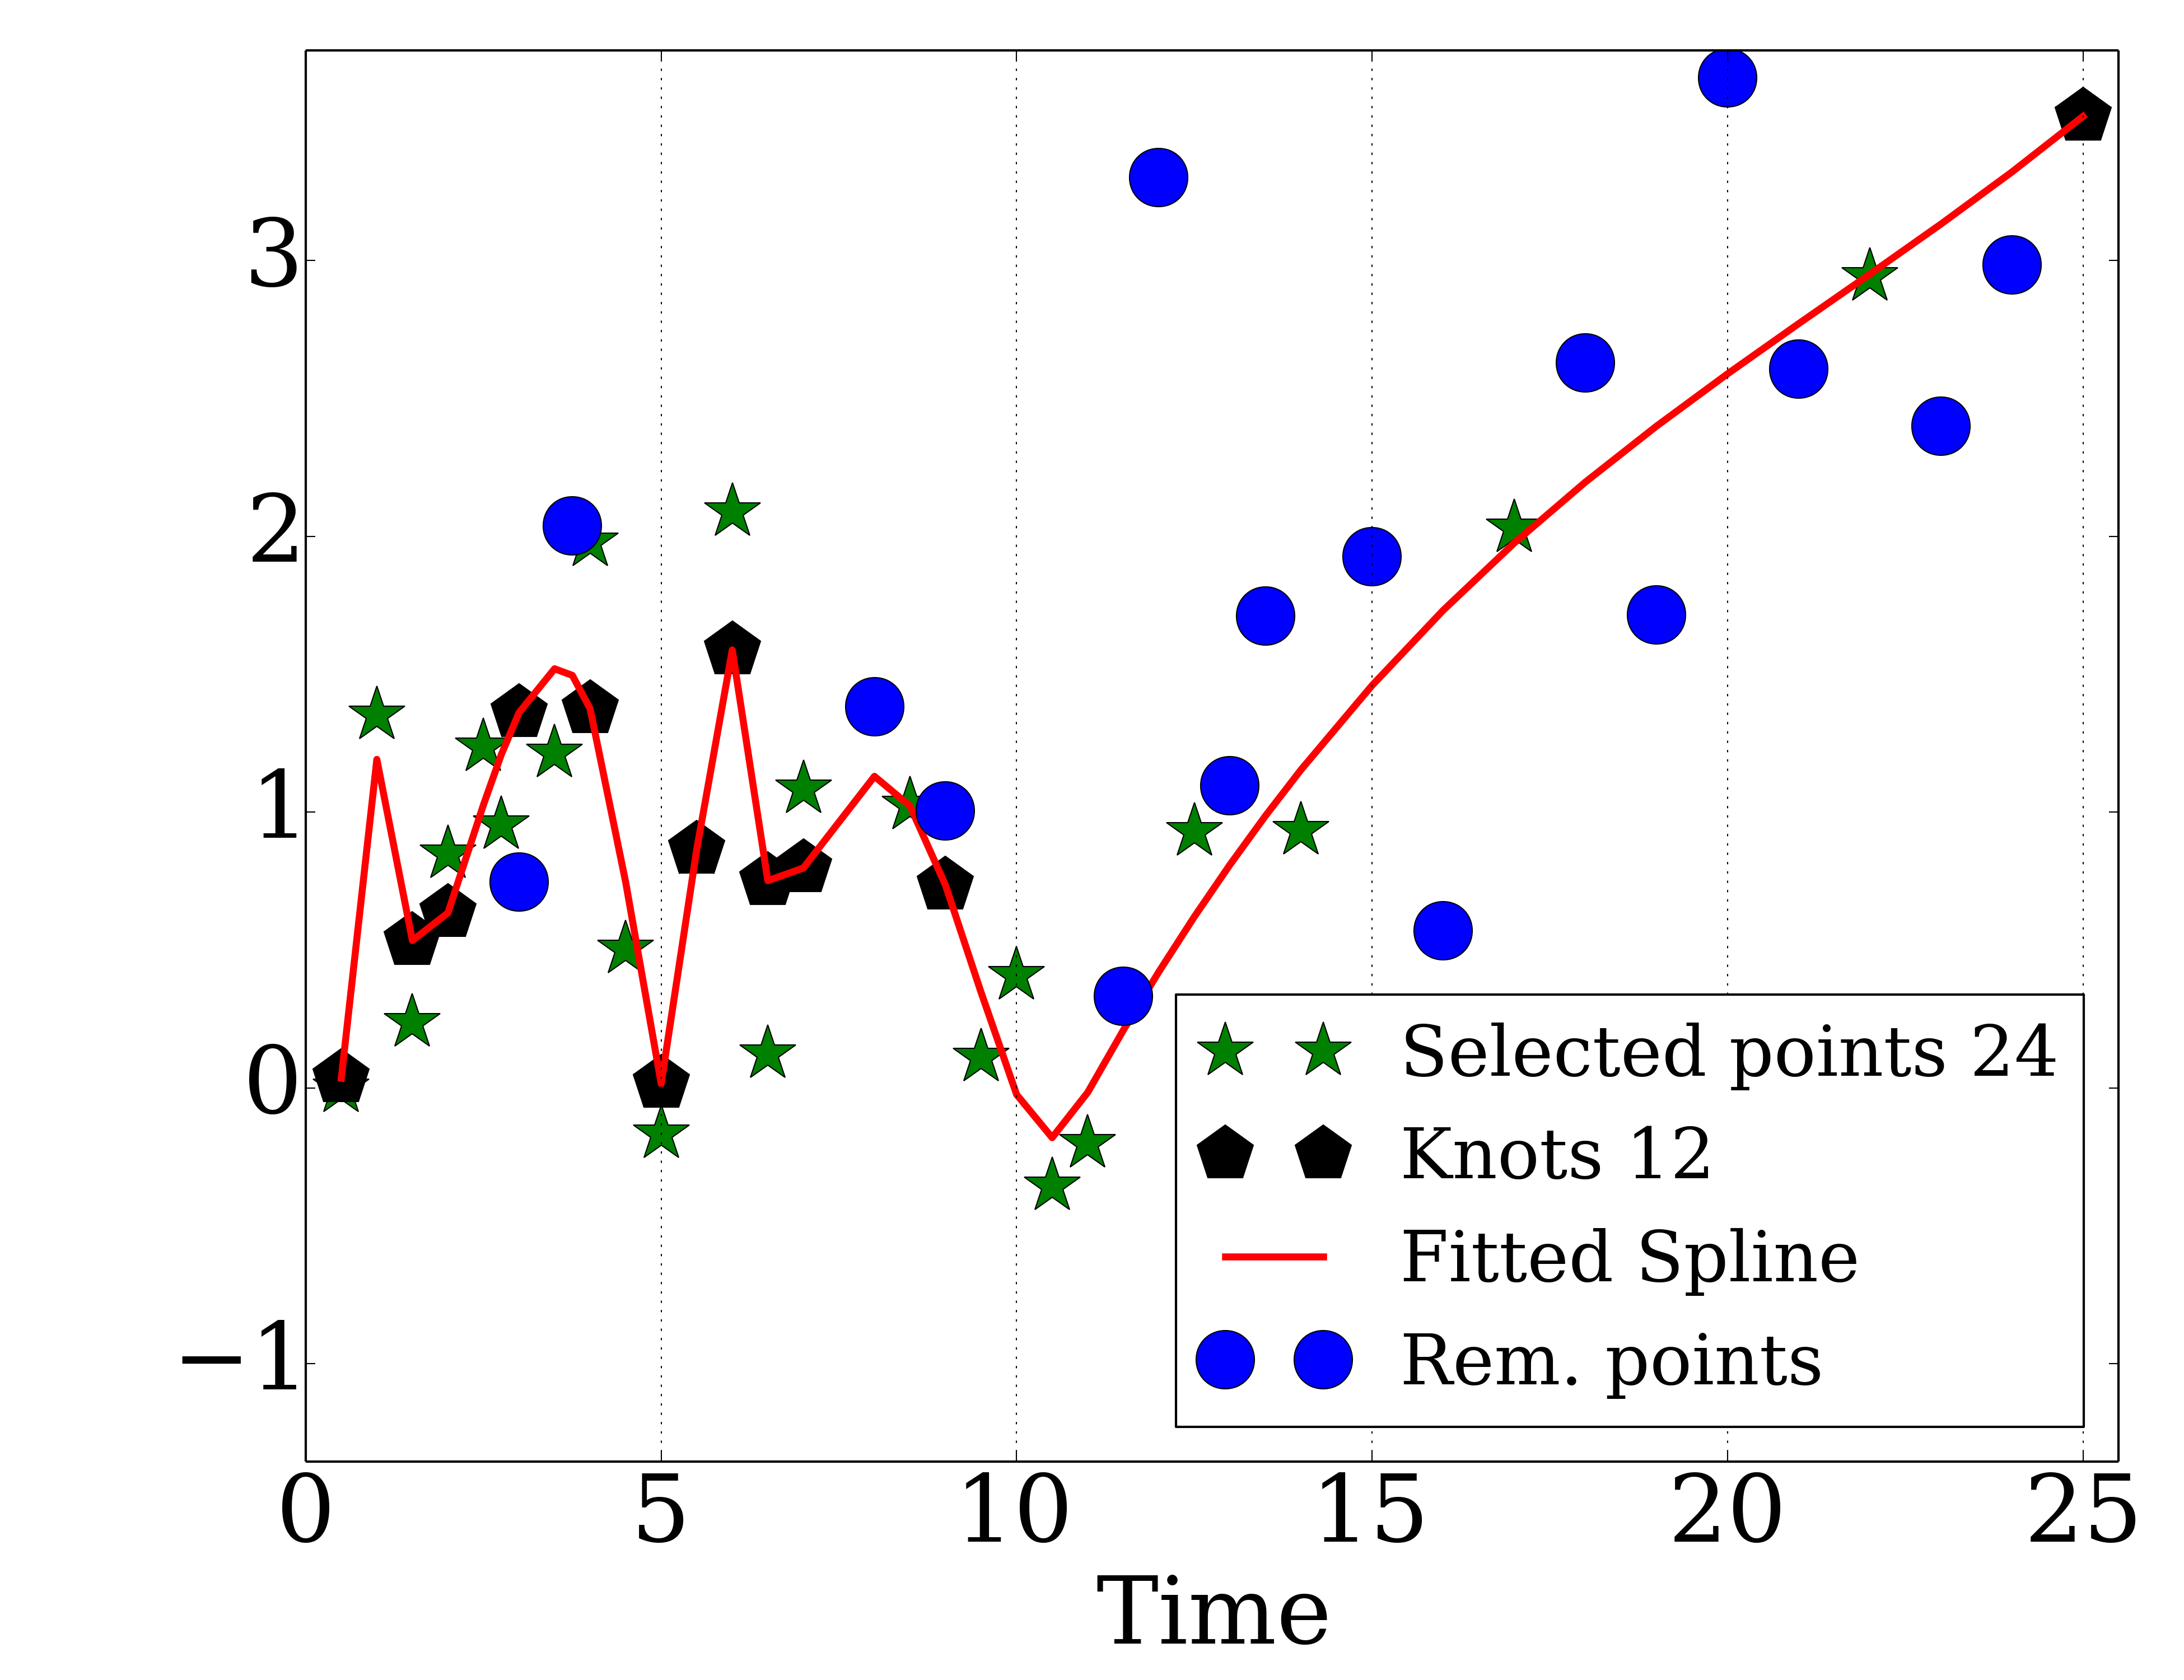 3
2
1
0
−1
0 5 10 15 20 25
Time
Selected points 24
Knots 12
Fitted Spline
Rem. points